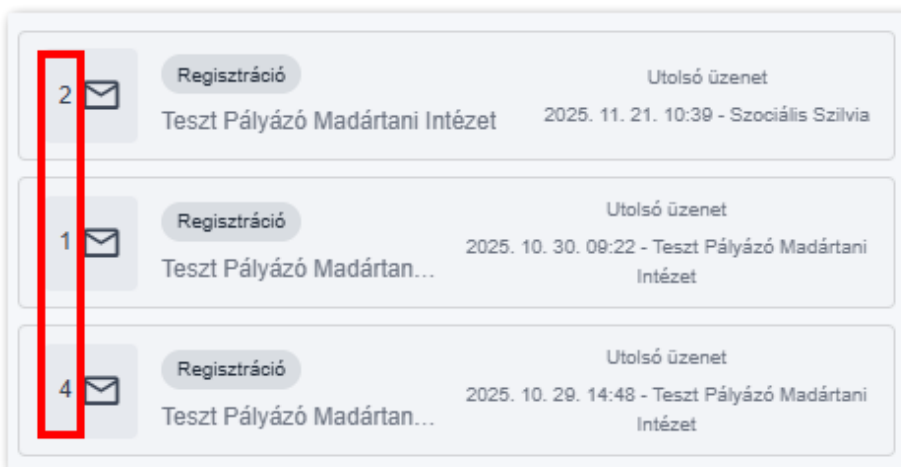 2
Regisztráció
Teszt Pályázó Madártani Intézet
Utolsó üzenet
2025. 11. 21. 10:39 - Szociális Szilvia
1
Regisztráció
Teszt Pályázó Madártan...
Utolsó üzenet
2025. 10. 30. 09:22 - Teszt Pályázó Madártani
Intézet
4
Regisztráció
Teszt Pályázó Madártan...
Utolsó üzenet
2025. 10. 29. 14:48 - Teszt Pályázó Madártani
Intézet